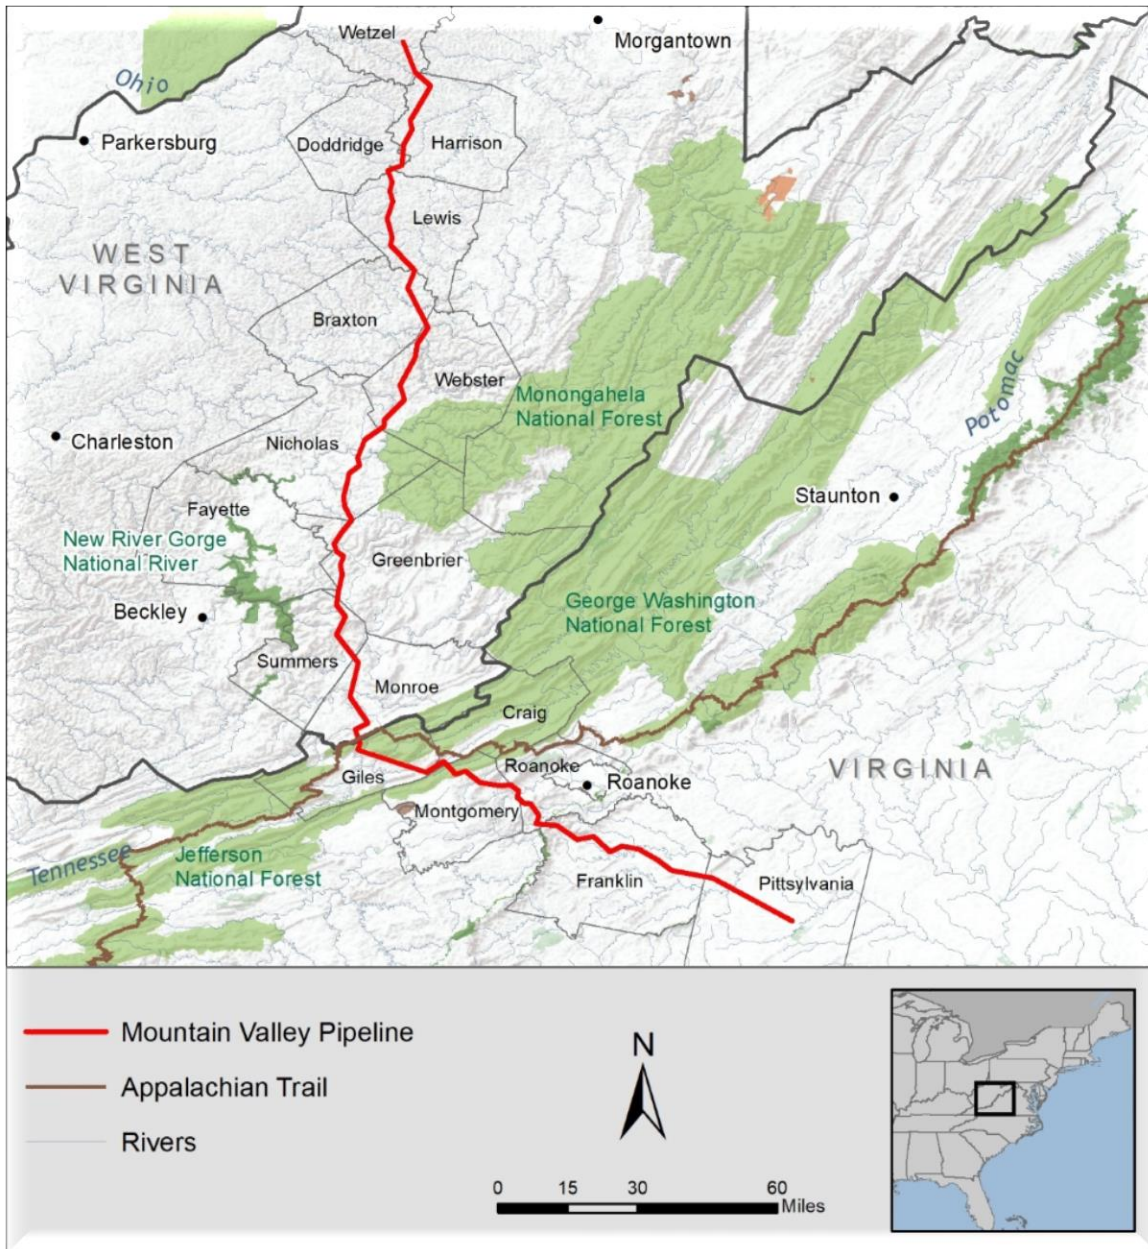 Wetzel
Morgantown
Ohio
Parkersburg
Doddridge
Harrison
Lewis
WEST
VIRGINIA
Braxton
Webster
Monongahela
National Forest
Potomac
Charleston
Nicholas
Staunton
Fayette
New River Gorge
National River
Greenbrier
Beckley
George Washington
National Forest
Summers
Monroe
Craig
Giles
Roanoke
Roanoke
VIRGINIA
Montgomery
Tennessee
Jefferson
National Forest
Franklin
Pittsylvania
Mountain Valley Pipeline
Appalachian Trail
Rivers
N
0 15 30 60
Miles